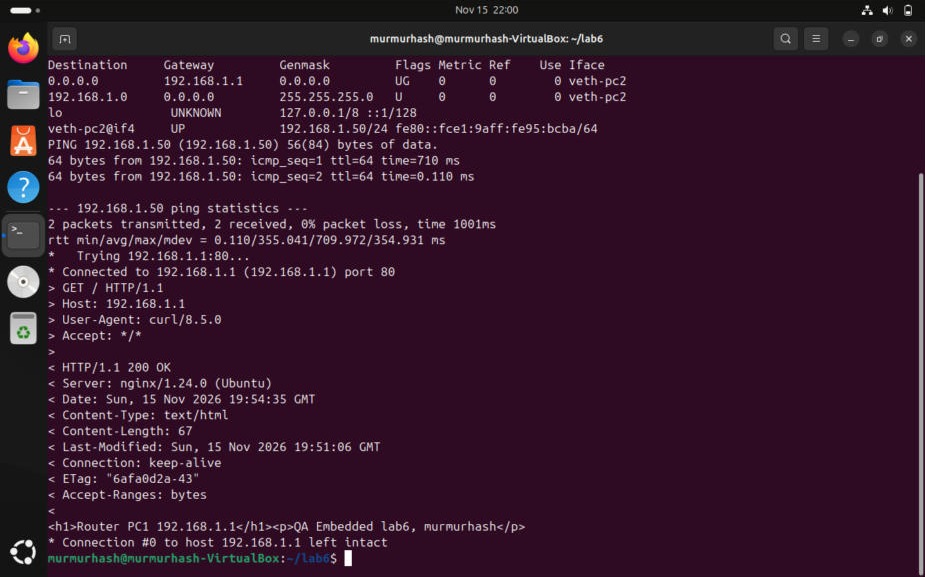 Nov 15 22:00
murmurhash@murmurhash-VirtualBox: ~/lab6
Destination     Gateway         Genmask         Flags Metric Ref    Use Iface
0.0.0.0         192.168.1.1     0.0.0.0         UG    0      0        0 veth-pc2
192.168.1.0     0.0.0.0         255.255.255.0   U     0      0        0 veth-pc2
lo               UNKNOWN        127.0.0.1/8 ::1/128
veth-pc2@if4     UP             192.168.1.50/24 fe80::fce1:9aff:fe95:bcba/64
PING 192.168.1.50 (192.168.1.50) 56(84) bytes of data.
64 bytes from 192.168.1.50: icmp_seq=1 ttl=64 time=710 ms
64 bytes from 192.168.1.50: icmp_seq=2 ttl=64 time=0.110 ms
--- 192.168.1.50 ping statistics ---
2 packets transmitted, 2 received, 0% packet loss, time 1001ms
rtt min/avg/max/mdev = 0.110/355.041/709.972/354.931 ms
*   Trying 192.168.1.1:80...
* Connected to 192.168.1.1 (192.168.1.1) port 80
> GET / HTTP/1.1
> Host: 192.168.1.1
> User-Agent: curl/8.5.0
> Accept: */*
>
< HTTP/1.1 200 OK
< Server: nginx/1.24.0 (Ubuntu)
< Date: Sun, 15 Nov 2026 19:54:35 GMT
< Content-Type: text/html
< Content-Length: 67
< Last-Modified: Sun, 15 Nov 2026 19:51:06 GMT
< Connection: keep-alive
< ETag: "6afa0d2a-43"
< Accept-Ranges: bytes
<
<h1>Router PC1 192.168.1.1</h1><p>QA Embedded lab6, murmurhash</p>
* Connection #0 to host 192.168.1.1 left intact
murmurhash@murmurhash-VirtualBox:~/lab6$